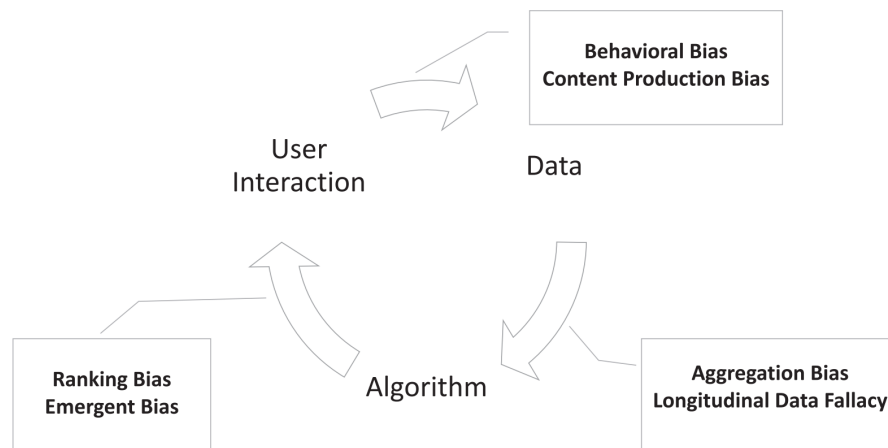 Behavioral Bias
Content Production Bias
User
Interaction
Data
Algorithm
Ranking Bias
Emergent Bias
Aggregation Bias
Longitudinal Data Fallacy